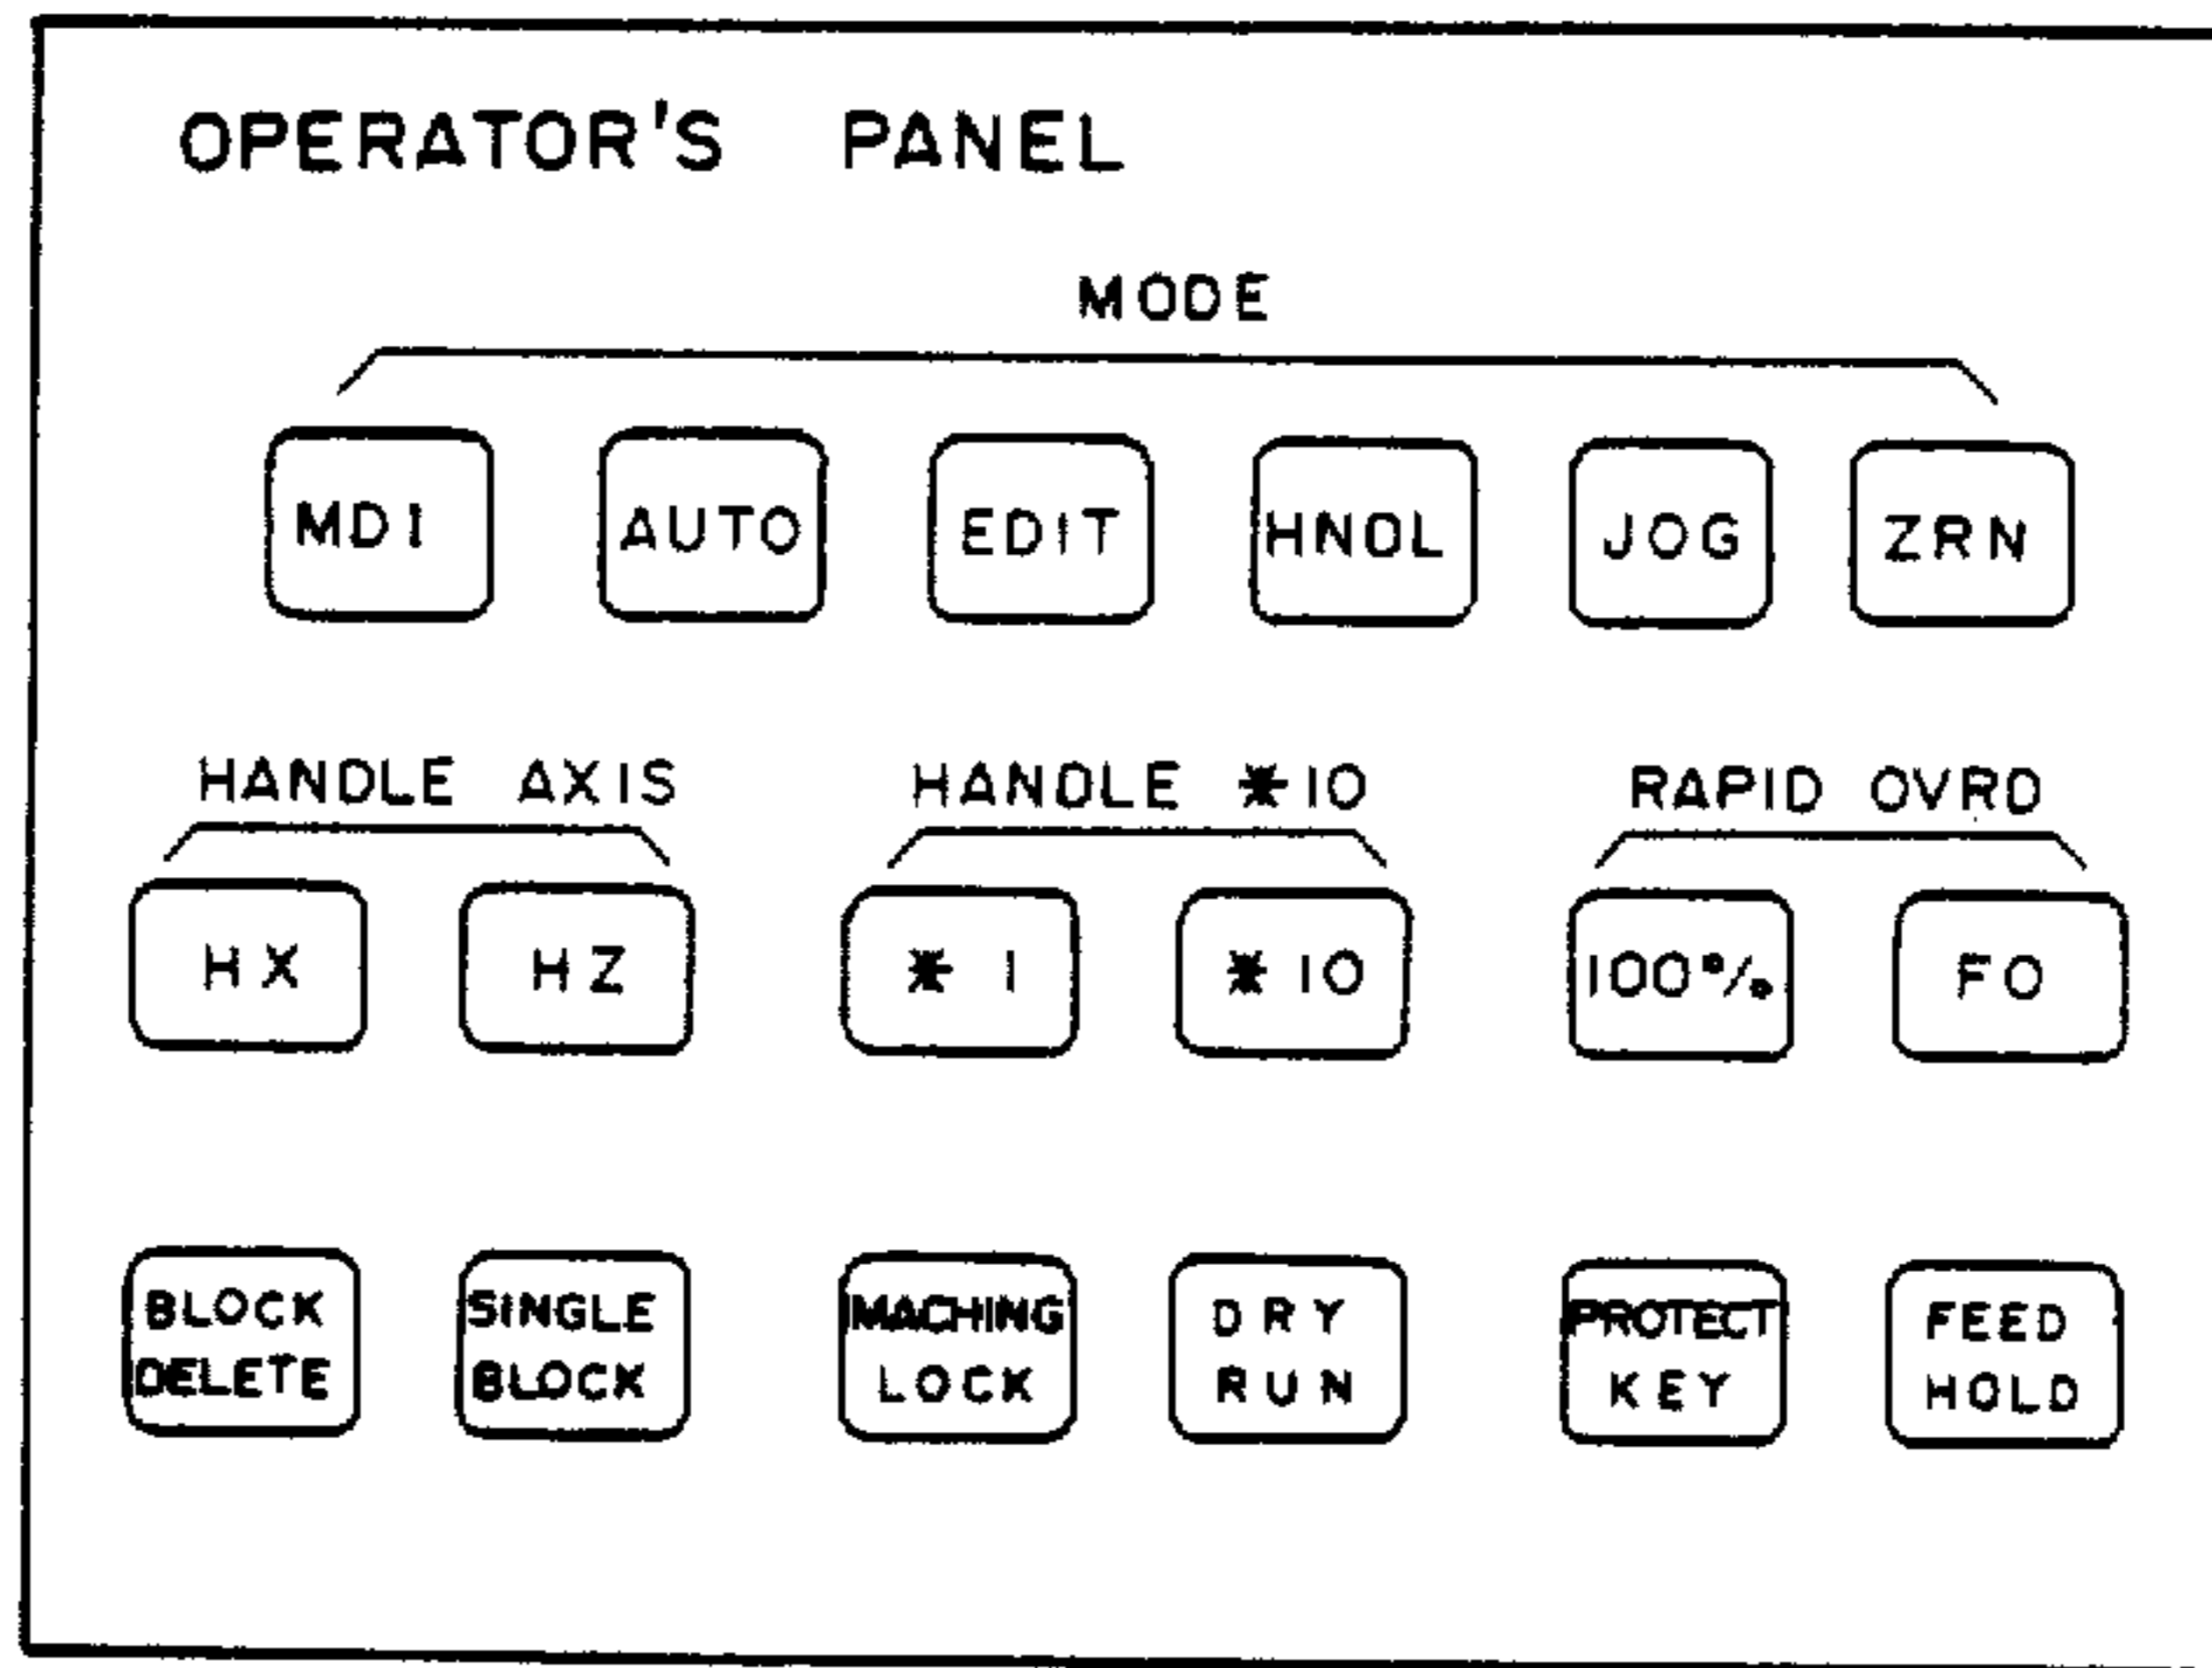 OPERATOR'S PANEL
MODE
MDI AUTO EDIT HNDL JOG ZRN
HANDLE AXIS HANDLE *10 RAPID OVRD
HX HZ *1 *10 100% FO
BLOCK DELETE
SINGLE BLOCK
MACHING LOCK
DRY RUN
PROTECT KEY
FEED HOLD